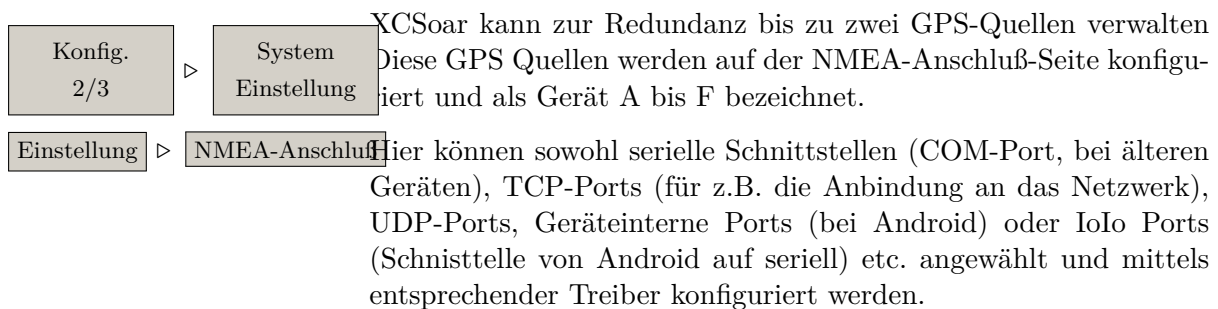 Konfig.
2/3
▷
System
Einstellung
Einstellung ▷ NMEA-Anschluß
XCSoar kann zur Redundanz bis zu zwei GPS-Quellen verwalten
Diese GPS Quellen werden auf der NMEA-Anschluß-Seite konfigu-
riert und als Gerät A bis F bezeichnet.
Hier können sowohl serielle Schnittstellen (COM-Port, bei älteren
Geräten), TCP-Ports (für z.B. die Anbindung an das Netzwerk),
UDP-Ports, Geräteinterne Ports (bei Android) oder IoIo Ports
(Schnisttelle von Android auf seriell) etc. angewählt und mittels
entsprechender Treiber konfiguriert werden.